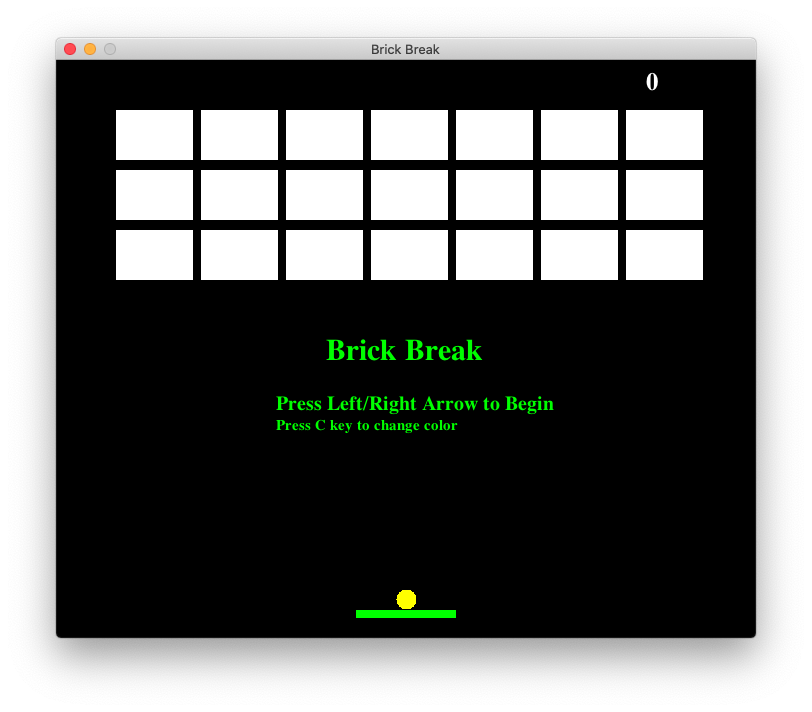 Brick Break
0
Brick Break
Press Left/Right Arrow to Begin
Press C key to change color